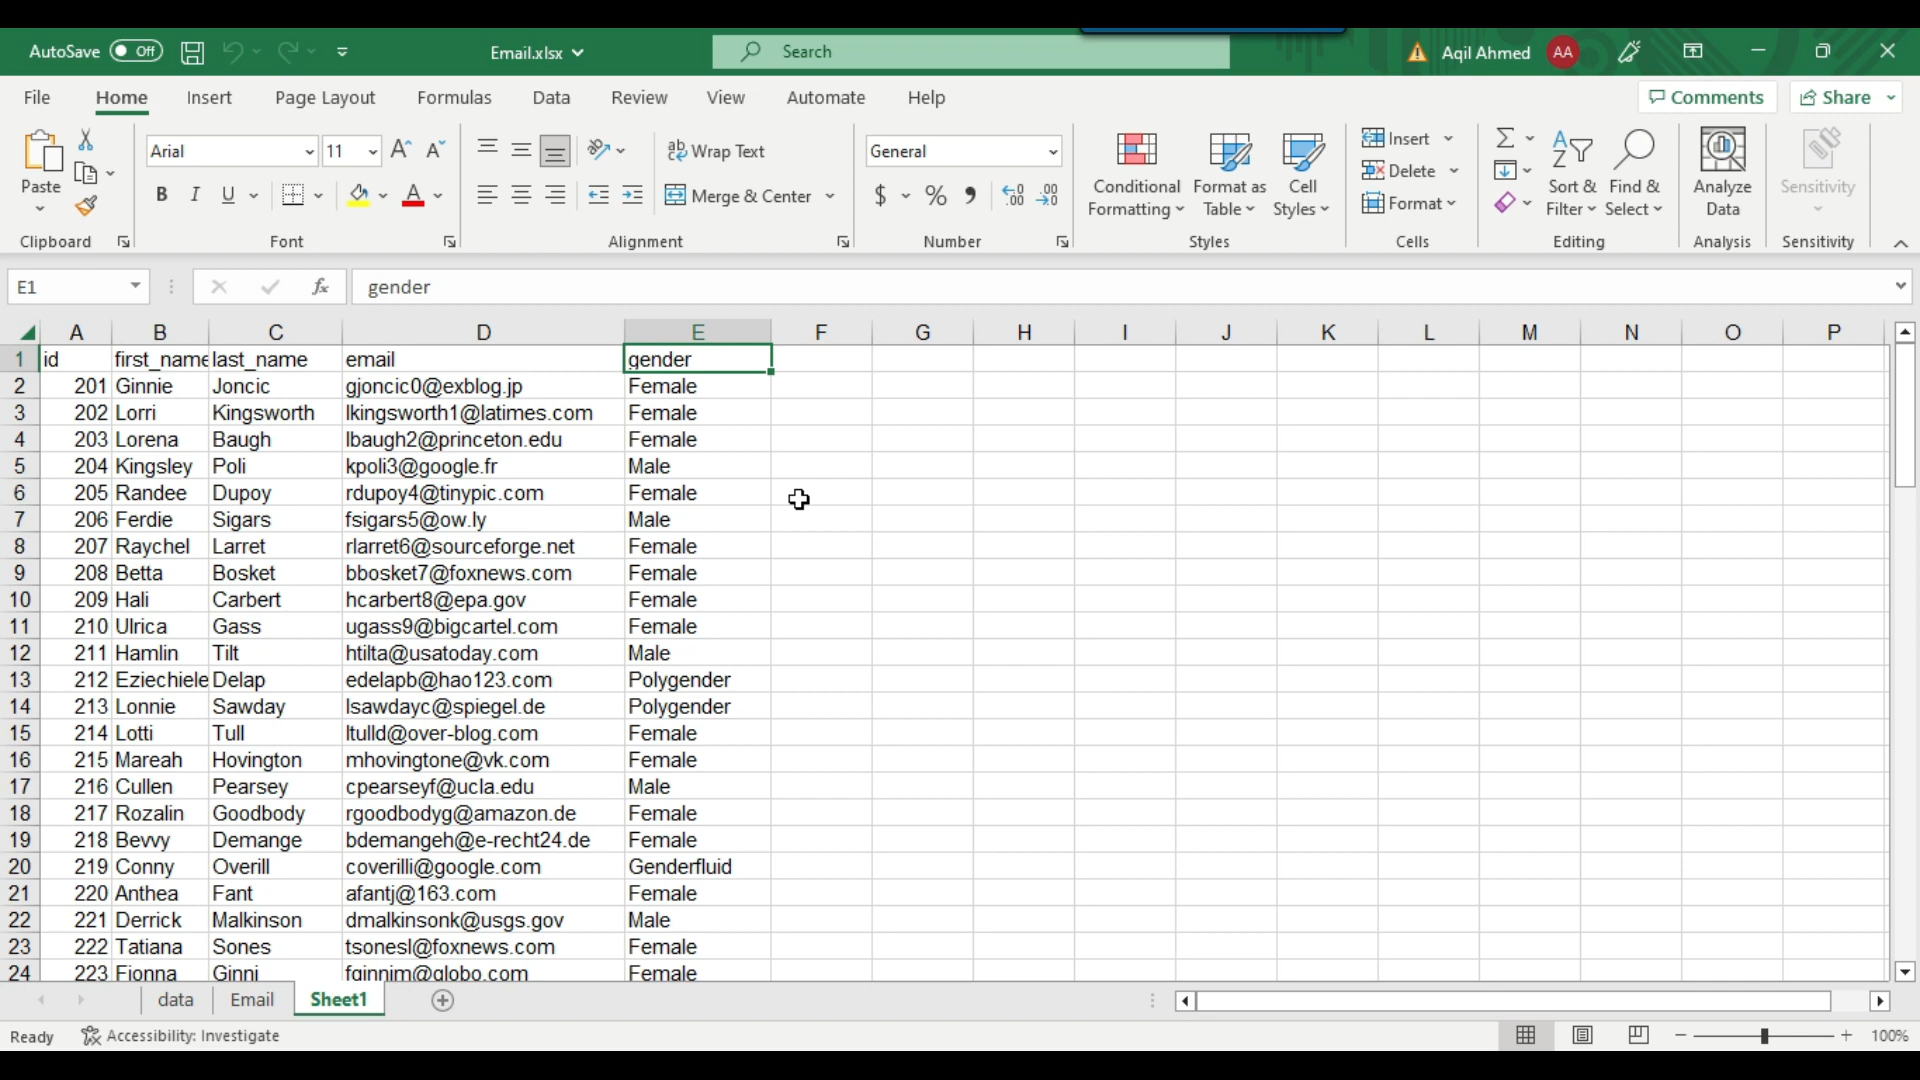 AutoSave Off Email.xlsx Search Aqil Ahmed AA
File Home Insert Page Layout Formulas Data Review View Automate Help Comments Share
Paste
Clipboard
Arial 11
B I U A
Font
Wrap Text
Merge & Center
Alignment
General
$ %
Number
Conditional Formatting
Format as Table
Cell Styles
Styles
Insert
Delete
Format
Cells
Sort & Filter
Find & Select
Editing
Analyze Data
Analysis
Sensitivity
Sensitivity
E1 fx gender
A B C D E F G H I J K L M N O P
1 id first_name last_name email gender
2 201 Ginnie Joncic gjoncic0@exblog.jp Female
3 202 Lorri Kingsworth lkingsworth1@latimes.com Female
4 203 Lorena Baugh lbaugh2@princeton.edu Female
5 204 Kingsley Poli kpoli3@google.fr Male
6 205 Randee Dupoy rdupoy4@tinypic.com Female
7 206 Ferdie Sigars fsigars5@ow.ly Male
8 207 Raychel Larret rlarret6@sourceforge.net Female
9 208 Betta Bosket bbosket7@foxnews.com Female
10 209 Hali Carbert hcarbert8@epa.gov Female
11 210 Ulrica Gass ugass9@bigcartel.com Female
12 211 Hamlin Tilt htilta@usatoday.com Male
13 212 Eziechiele Delap edelapb@hao123.com Polygender
14 213 Lonnie Sawday lsawdayc@spiegel.de Polygender
15 214 Lotti Tull ltulld@over-blog.com Female
16 215 Mareah Hovington mhovingtone@vk.com Female
17 216 Cullen Pearsey cpearseyf@ucla.edu Male
18 217 Rozalin Goodbody rgoodbodyg@amazon.de Female
19 218 Bevvy Demange bdemangeh@e-recht24.de Female
20 219 Conny Overill coverilli@google.com Genderfluid
21 220 Anthea Fant afantj@163.com Female
22 221 Derrick Malkinson dmalkinsonk@usgs.gov Male
23 222 Tatiana Sones tsonesl@foxnews.com Female
24 223 Fionna Ginni fginnim@globo.com Female
data Email Sheet1
Ready Accessibility: Investigate 100%